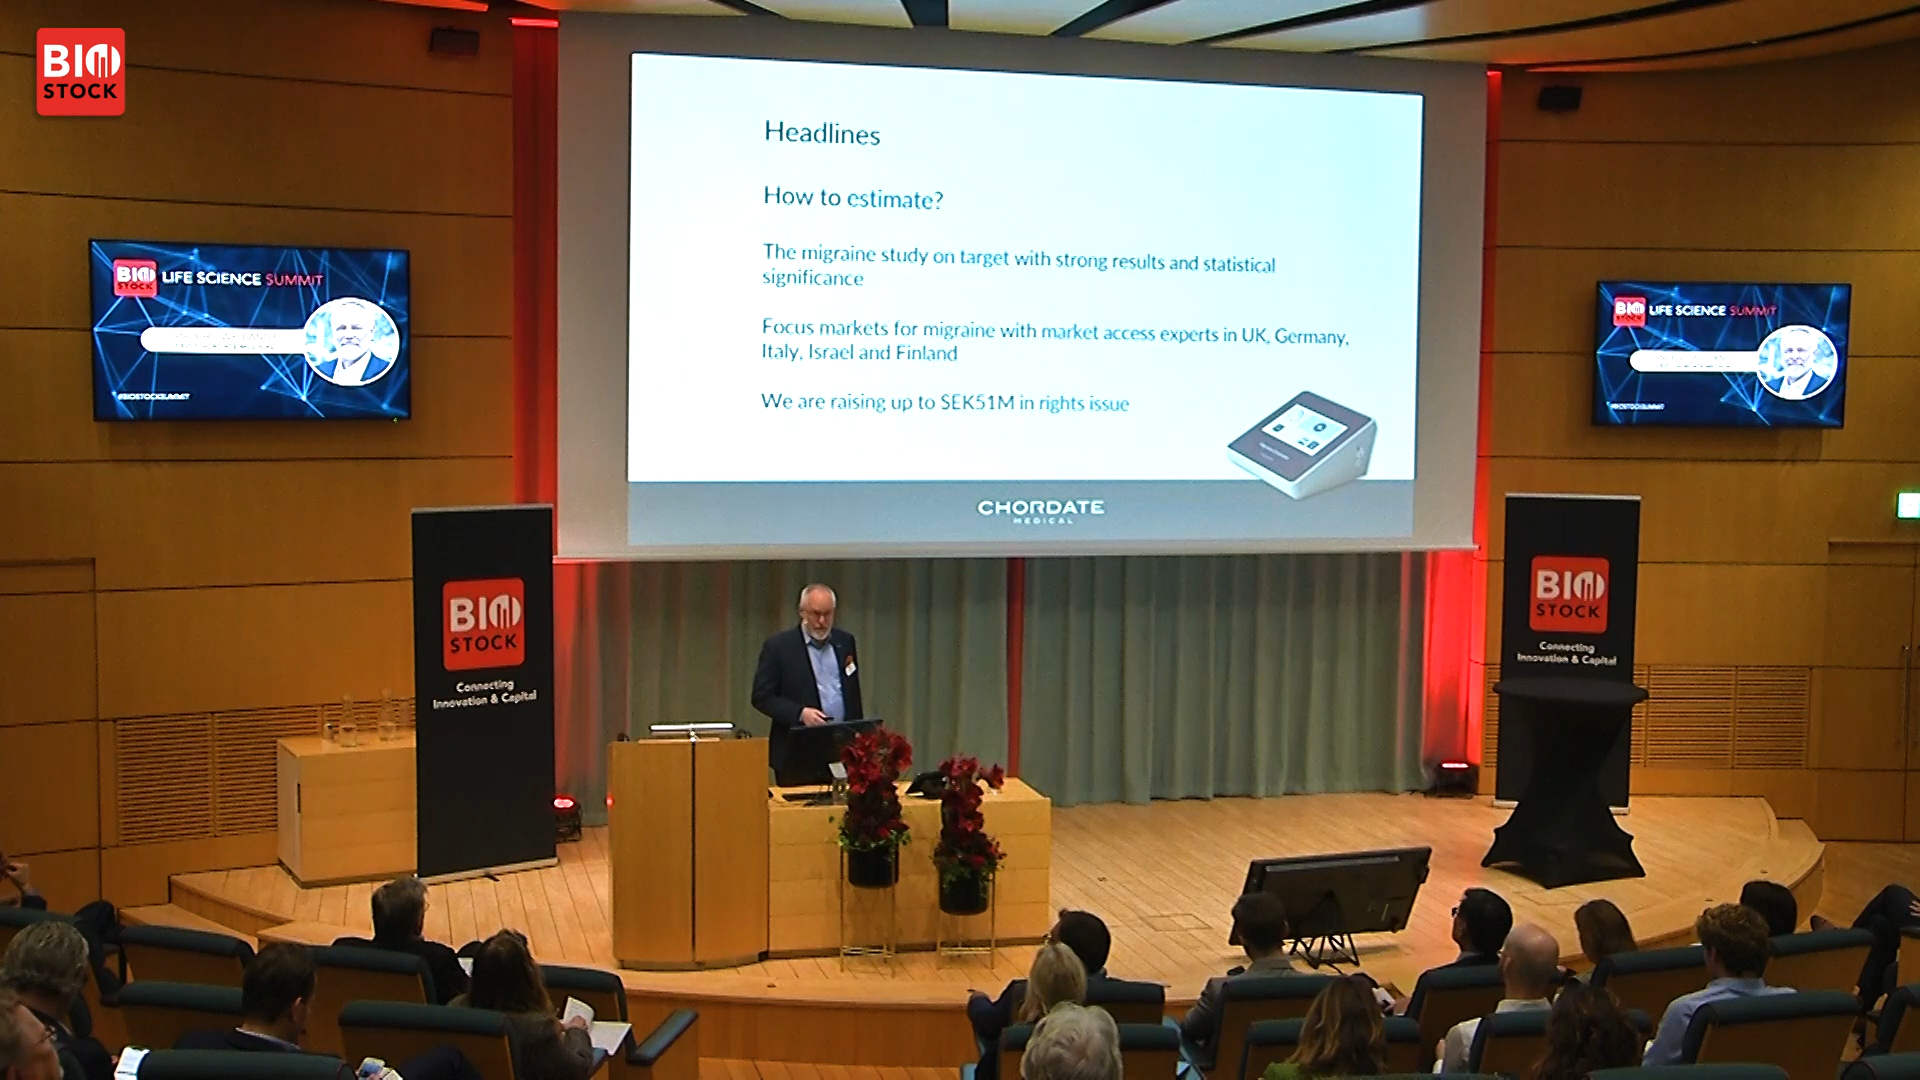 BIO
STOCK
Headlines
How to estimate?
The migraine study on target with strong results and statistical
significance
Focus markets for migraine with market access experts in UK, Germany,
Italy, Israel and Finland
We are raising up to SEK51M in rights issue
CHORDATE
MEDICAL
BIO
STOCK
LIFE SCIENCE SUMMIT
#BIOSTOCKSUMMIT
BIO
STOCK
LIFE SCIENCE SUMMIT
#BIOSTOCKSUMMIT
BIO
STOCK
Connecting
Innovation & Capital
BIO
STOCK
Connecting
Innovation & Capital